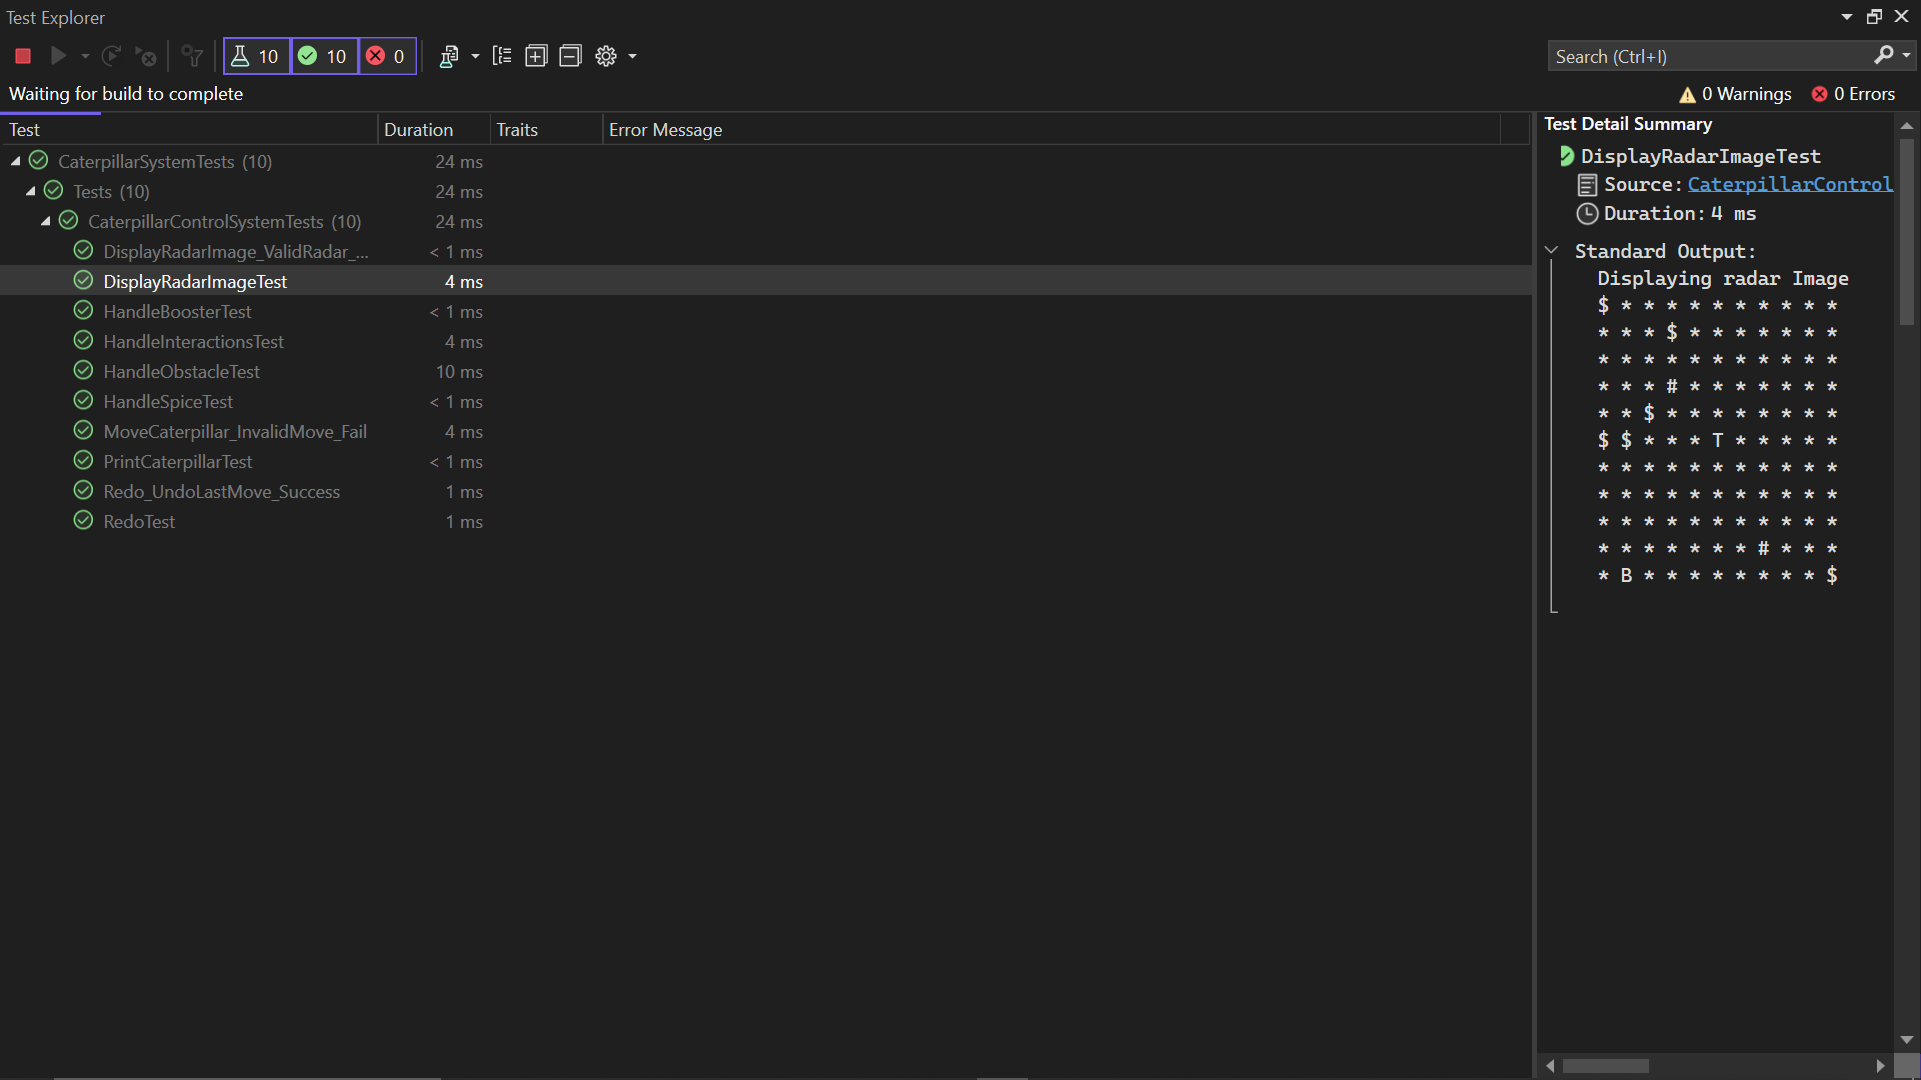 Test Explorer
10 10 0
Search (Ctrl+I)
Waiting for build to complete
0 Warnings 0 Errors
Test Duration Traits Error Message
CaterpillarSystemTests (10) 24 ms
Tests (10) 24 ms
CaterpillarControlSystemTests (10) 24 ms
DisplayRadarImage_ValidRadar_... < 1 ms
DisplayRadarImageTest 4 ms
HandleBoosterTest < 1 ms
HandleInteractionsTest 4 ms
HandleObstacleTest 10 ms
HandleSpiceTest < 1 ms
MoveCaterpillar_InvalidMove_Fail 4 ms
PrintCaterpillarTest < 1 ms
Redo_UndoLastMove_Success 1 ms
RedoTest 1 ms
Test Detail Summary
DisplayRadarImageTest
Source: CaterpillarControl
Duration: 4 ms
Standard Output:
Displaying radar Image
$ * * * * * * * * * *
* * * $ * * * * * * *
* * * * * * * * * * *
* * * # * * * * * * *
* * $ * * * * * * * *
$ $ * * * T * * * * *
* * * * * * * * * * *
* * * * * * * * * * *
* * * * * * * * * * *
* * * * * * * # * * *
* B * * * * * * * * $